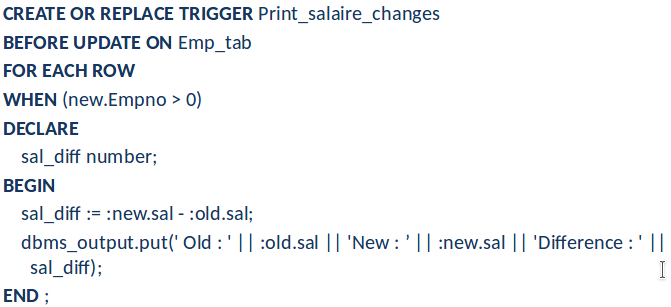 CREATE OR REPLACE TRIGGER Print_salaire_changes
BEFORE UPDATE ON Emp_tab
FOR EACH ROW
WHEN (new.Empno > 0)
DECLARE
sal_diff number;
BEGIN
sal_diff := :new.sal - :old.sal;
dbms_output.put(' Old : ' || :old.sal || 'New : ’ || :new.sal || 'Difference : ' ||
sal_diff);
END ;